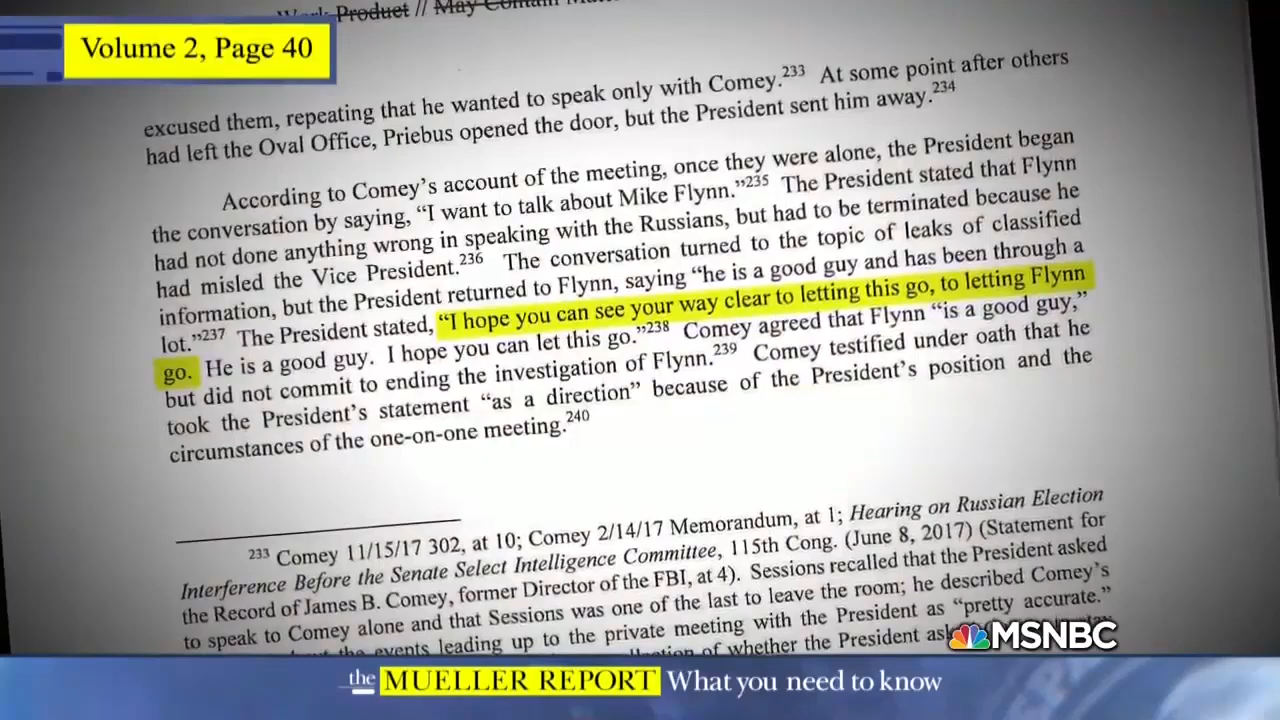 Work Product // May Contain
Volume 2, Page 40
excused them, repeating that he wanted to speak only with Comey.233 At some point after others
had left the Oval Office, Priebus opened the door, but the President sent him away.234
According to Comey’s account of the meeting, once they were alone, the President began
the conversation by saying, “I want to talk about Mike Flynn.”235 The President stated that Flynn
had not done anything wrong in speaking with the Russians, but had to be terminated because he
had misled the Vice President.236 The conversation turned to the topic of leaks of classified
information, but the President returned to Flynn, saying “he is a good guy and has been through a
lot.”237 The President stated, “I hope you can see your way clear to letting this go, to letting Flynn
go. He is a good guy. I hope you can let this go.”238 Comey agreed that Flynn “is a good guy,”
but did not commit to ending the investigation of Flynn.239 Comey testified under oath that he
took the President’s statement “as a direction” because of the President’s position and the
circumstances of the one-on-one meeting.240
233 Comey 11/15/17 302, at 10; Comey 2/14/17 Memorandum, at 1; Hearing on Russian Election
Interference Before the Senate Select Intelligence Committee, 115th Cong. (June 8, 2017) (Statement for
the Record of James B. Comey, former Director of the FBI, at 4). Sessions recalled that the President asked
to speak to Comey alone and that Sessions was one of the last to leave the room; he described Comey’s
events leading up to the private meeting with the President as “pretty accurate.”
of whether the President
MSNBC
the MUELLER REPORT What you need to know